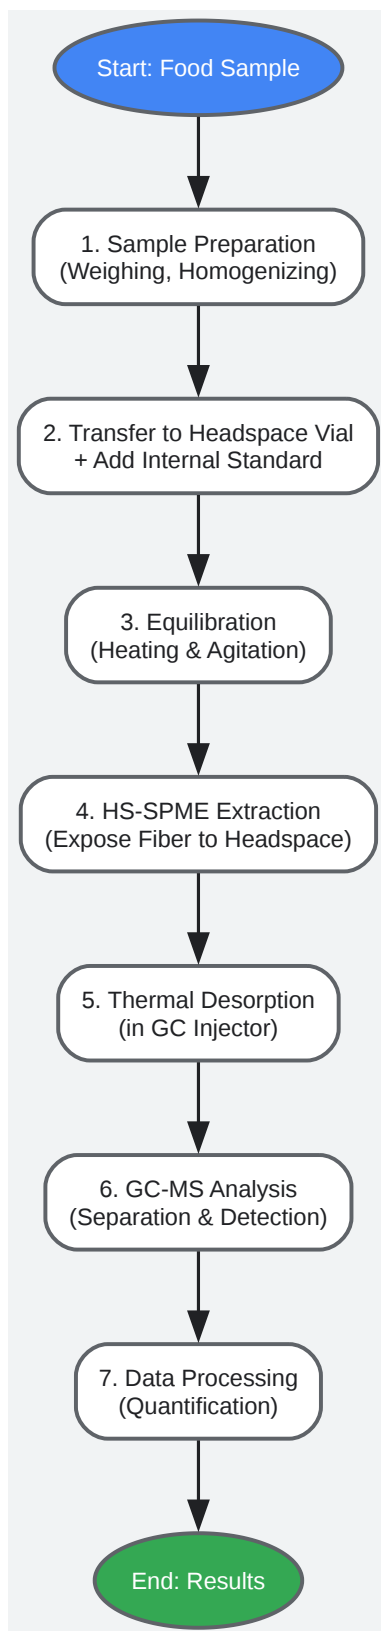 Start: Food Sample
1. Sample Preparation
(Weighing, Homogenizing)
2. Transfer to Headspace Vial
+ Add Internal Standard
3. Equilibration
(Heating & Agitation)
4. HS-SPME Extraction
(Expose Fiber to Headspace)
5. Thermal Desorption
(in GC Injector)
6. GC-MS Analysis
(Separation & Detection)
7. Data Processing
(Quantification)
End: Results